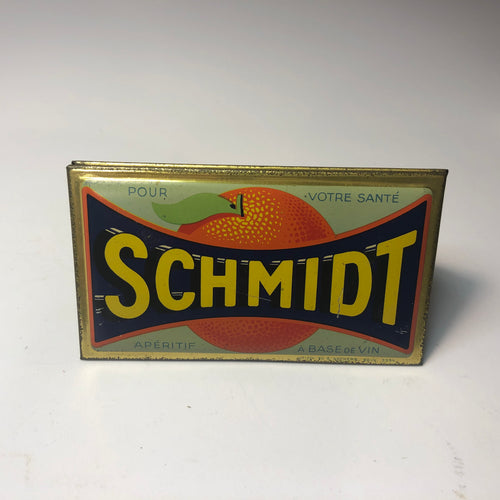 POUR VOTRE SANTÉ
SCHMIDT
APÉRITIF A BASE DE VIN